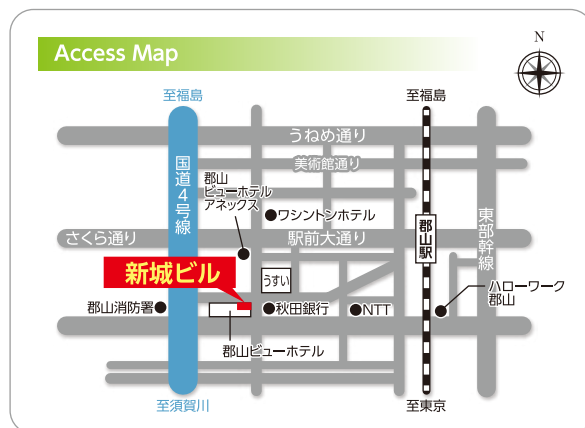 Access Map
至福島
至福島
うねめ通り
美術館通り
国道4号線
郡山
ビューホテル
アネックス
ワシントンホテル
さくら通り
駅前大通り
郡山駅
東部幹線
新城ビル
うすい
ハローワーク
郡山
郡山消防署
秋田銀行
NTT
郡山ビューホテル
至須賀川
至東京